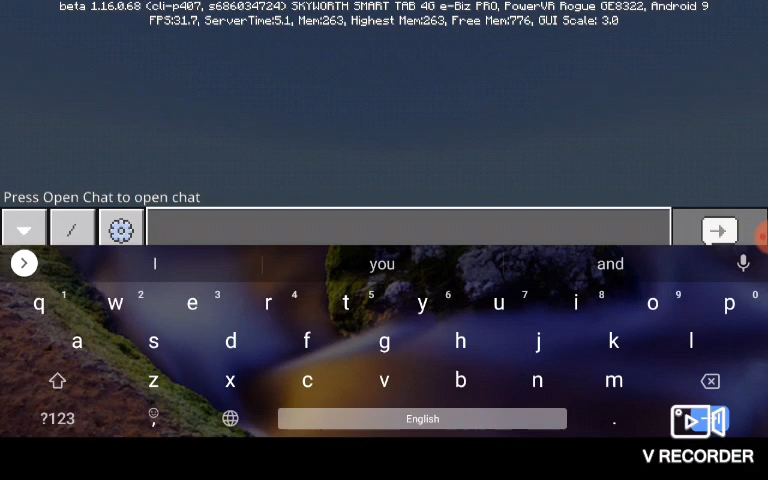 beta 1.16.0.68 (cli-p407, s686034724) SKYWORTH SMART TAB 4G e-Biz PRO, PowerVR Rogue GE8322, Android 9
FPS:31.7, ServerTime:5.1, Mem:263, Highest Mem:263, Free Mem:776, GUI Scale: 3.0
Press Open Chat to open chat
/
I you and
q 1 w 2 e 3 r 4 t 5 y 6 u 7 i 8 o 9 p 0
a s d f g h j k l
z x c v b n m
?123 , English .
V RECORDER